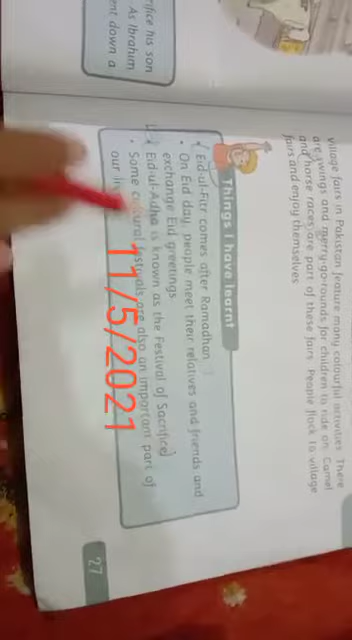 rifice his son
As Ibrahim
ent down a
Village fairs in Pakistan feature many colourful activities. There
are swings and merry-go-rounds for children to ride on. Camel
and horse races are part of these fairs. People flock to village
fairs and enjoy themselves.
Things I have learnt
• Eid-ul-Fitr comes after Ramadhan.
• On Eid day, people meet their relatives and friends and
exchange Eid greetings.
• Eid-ul-Adha is known as the Festival of Sacrifice.
• Some cultural festivals are also an important part of
our
27
11/5/2021